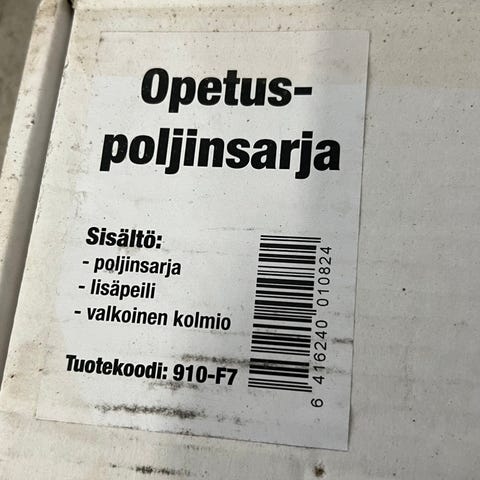 Opetus-
poljinsarja
Sisältö:
- poljinsarja
- lisäpeili
- valkoinen kolmio
Tuotekoodi: 910-F7
6 416240 010824